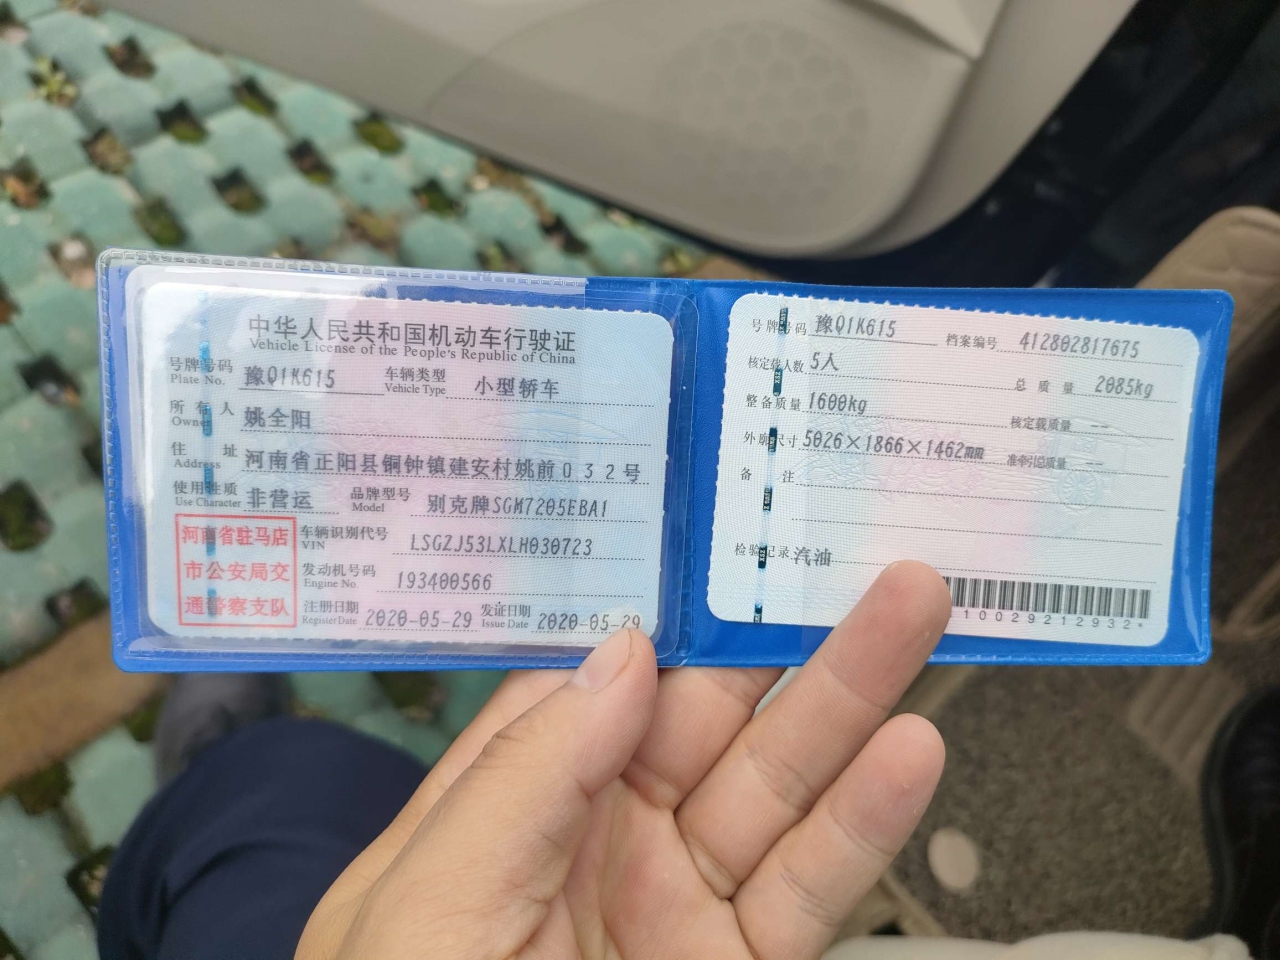 中华人民共和国机动车行驶证
Vehicle License of the People's Republic of China
号牌号码 豫Q1K615 车辆类型 小型轿车
Plate No. Vehicle Type
所有人 姚全阳
Owner
住址 河南省正阳县铜钟镇建安村姚前032号
Address
使用性质 非营运 品牌型号 别克牌SGM7205EBA1
Use Character Model
河南省驻马店
市公安局交
通警察支队
车辆识别代号 LSGZJ53LXLH030723
VIN
发动机号码 193400566
Engine No.
注册日期 2020-05-29 发证日期 2020-05-29
Register Date Issue Date
号牌号码 豫Q1K615 档案编号 412802817675
核定载人数 5人 总质量 2085kg
整备质量 1600kg 核定载质量 --
外廓尺寸 5026×1866×1462mm 准牵引总质量 --
备注
检验记录 汽油
10029212932*